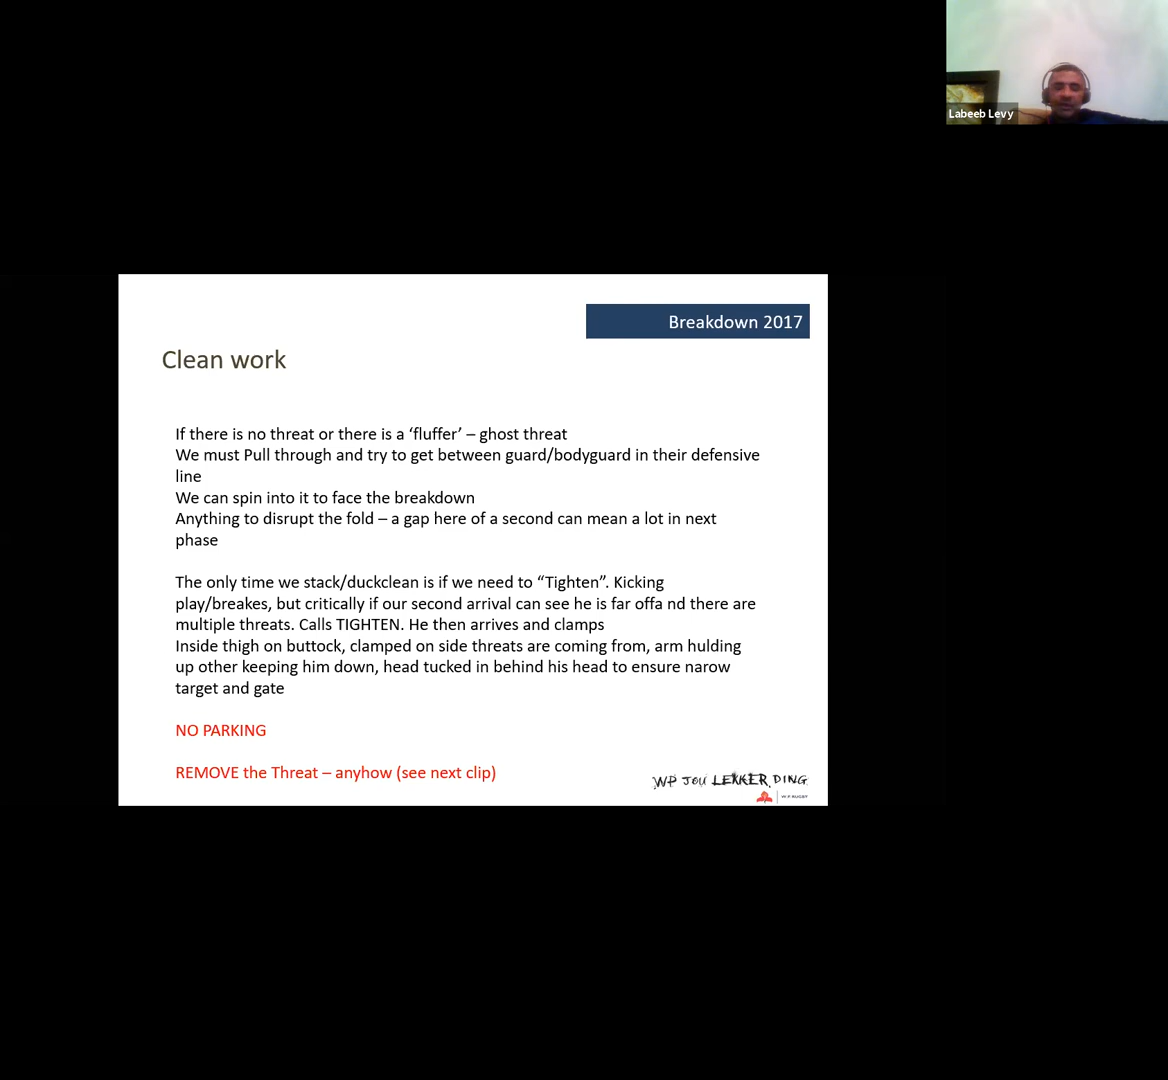 Labeeb Levy
Breakdown 2017
Clean work
If there is no threat or there is a ‘fluffer’ – ghost threat
We must Pull through and try to get between guard/bodyguard in their defensive
line
We can spin into it to face the breakdown
Anything to disrupt the fold – a gap here of a second can mean a lot in next
phase
The only time we stack/duckclean is if we need to “Tighten”. Kicking
play/breakes, but critically if our second arrival can see he is far offa nd there are
multiple threats. Calls TIGHTEN. He then arrives and clamps
Inside thigh on buttock, clamped on side threats are coming from, arm hulding
up other keeping him down, head tucked in behind his head to ensure narow
target and gate
NO PARKING
REMOVE the Threat – anyhow (see next clip)
WP JOU LEKKER DING
W.P. RUGBY